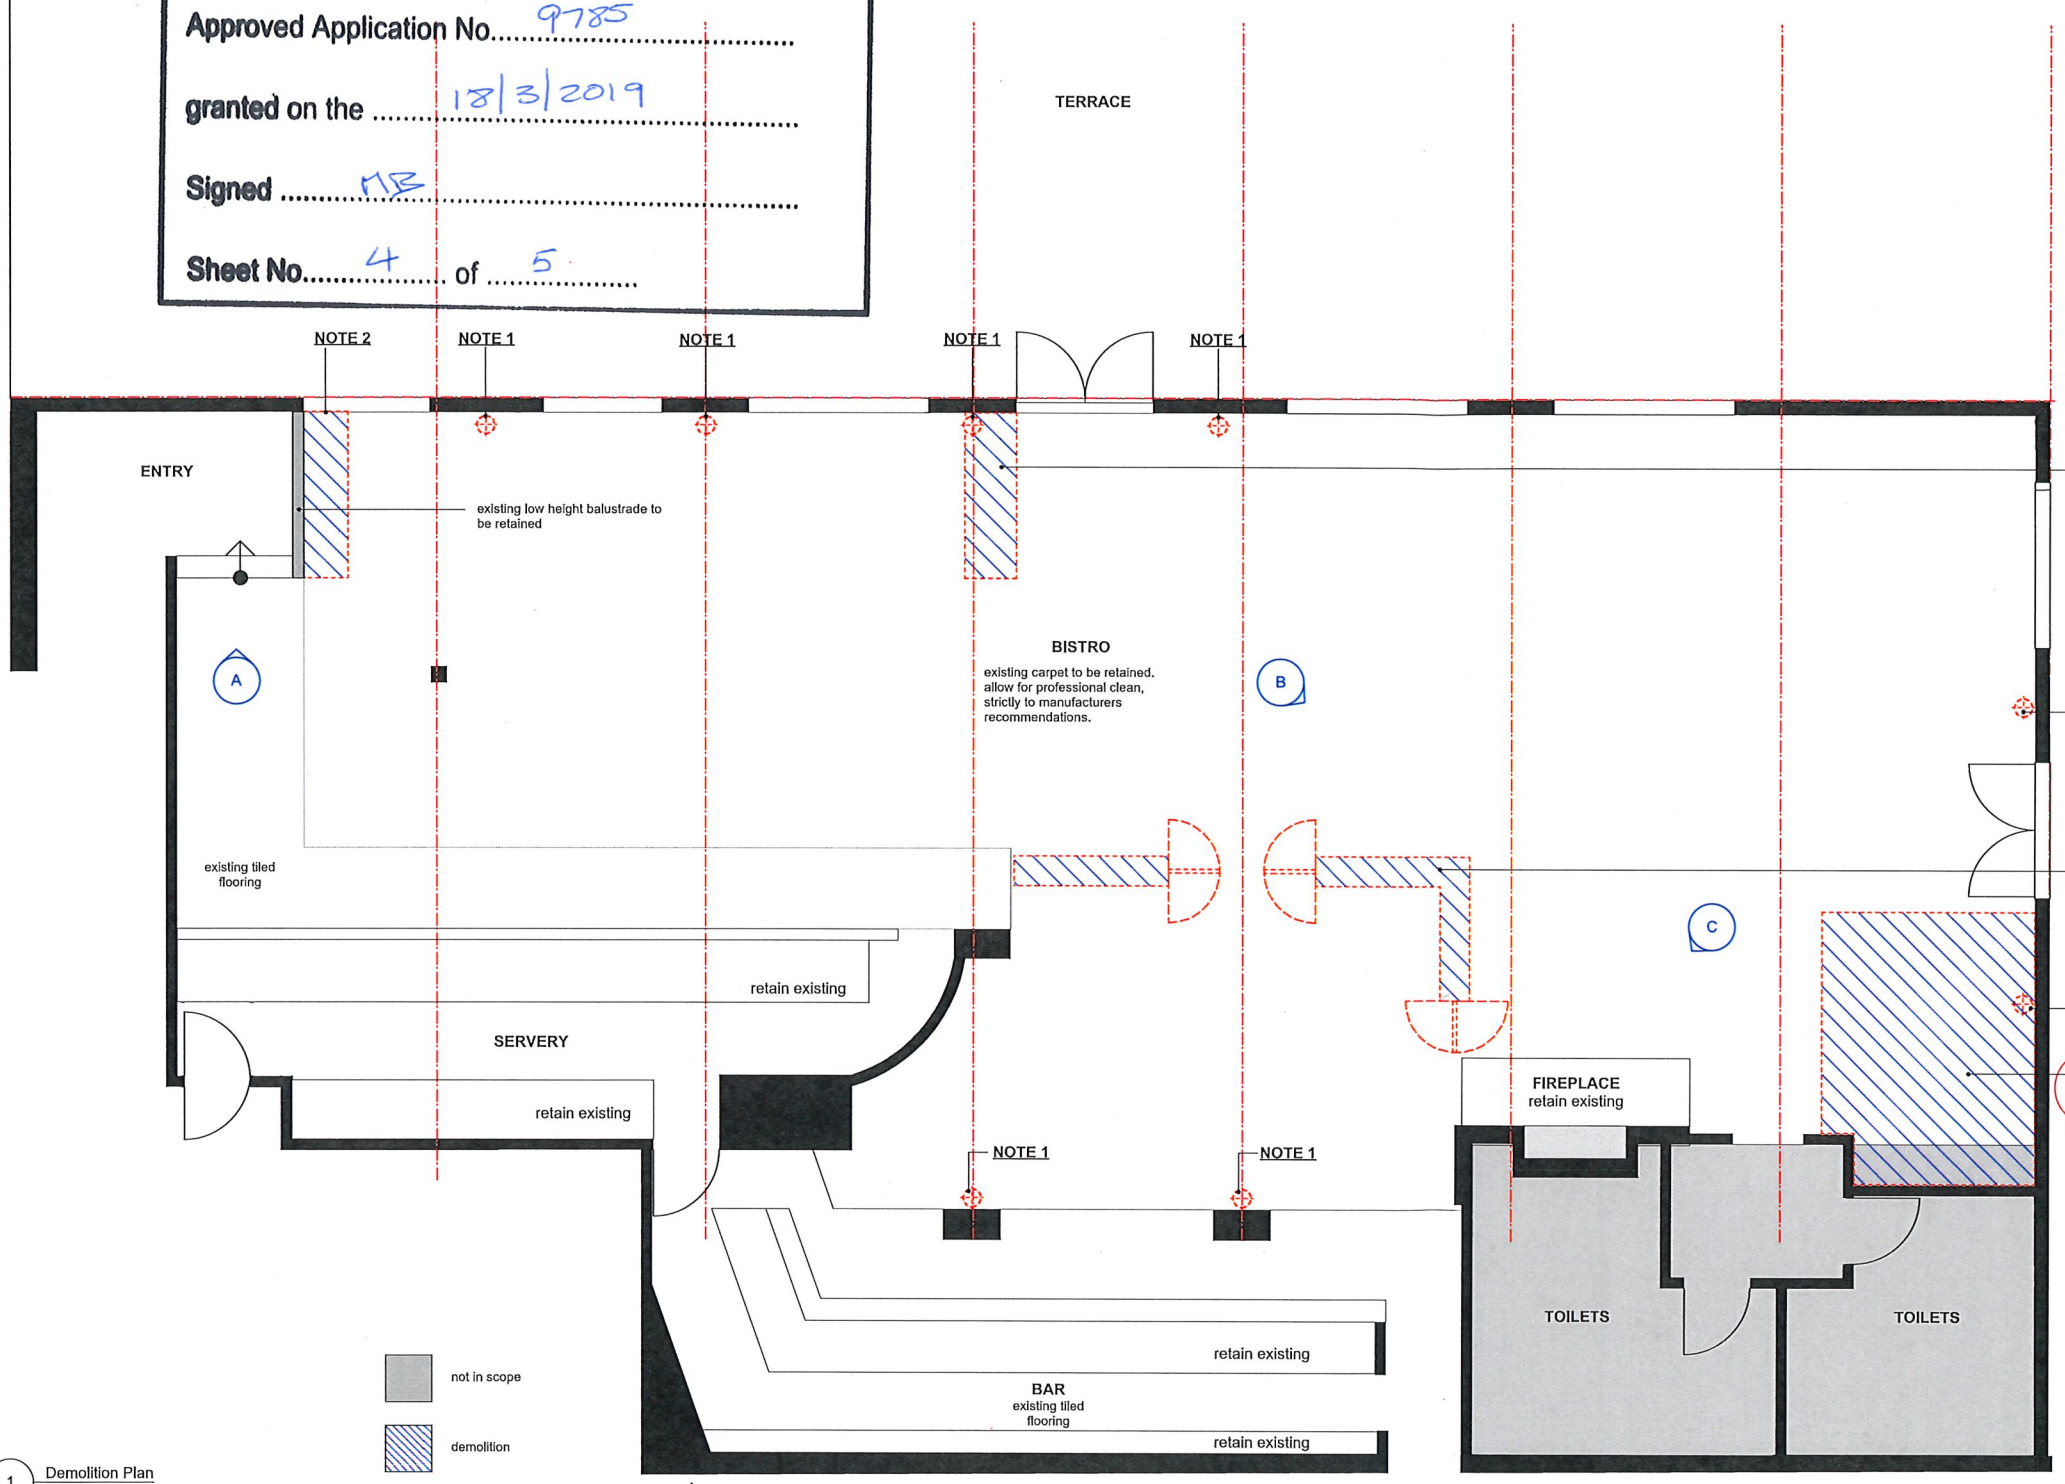 Approved Application No. 9785
granted on the 18/3/2019
Signed MB
Sheet No. 4 of 5
TERRACE
NOTE 2
NOTE 1
NOTE 1
NOTE 1
NOTE 1
ENTRY
existing low height balustrade to
be retained
A
BISTRO
existing carpet to be retained.
allow for professional clean,
strictly to manufacturers
recommendations.
B
existing tiled
flooring
C
retain existing
SERVERY
retain existing
FIREPLACE
retain existing
NOTE 1
NOTE 1
TOILETS
TOILETS
retain existing
not in scope
BAR
existing tiled
flooring
retain existing
demolition
1
Demolition Plan